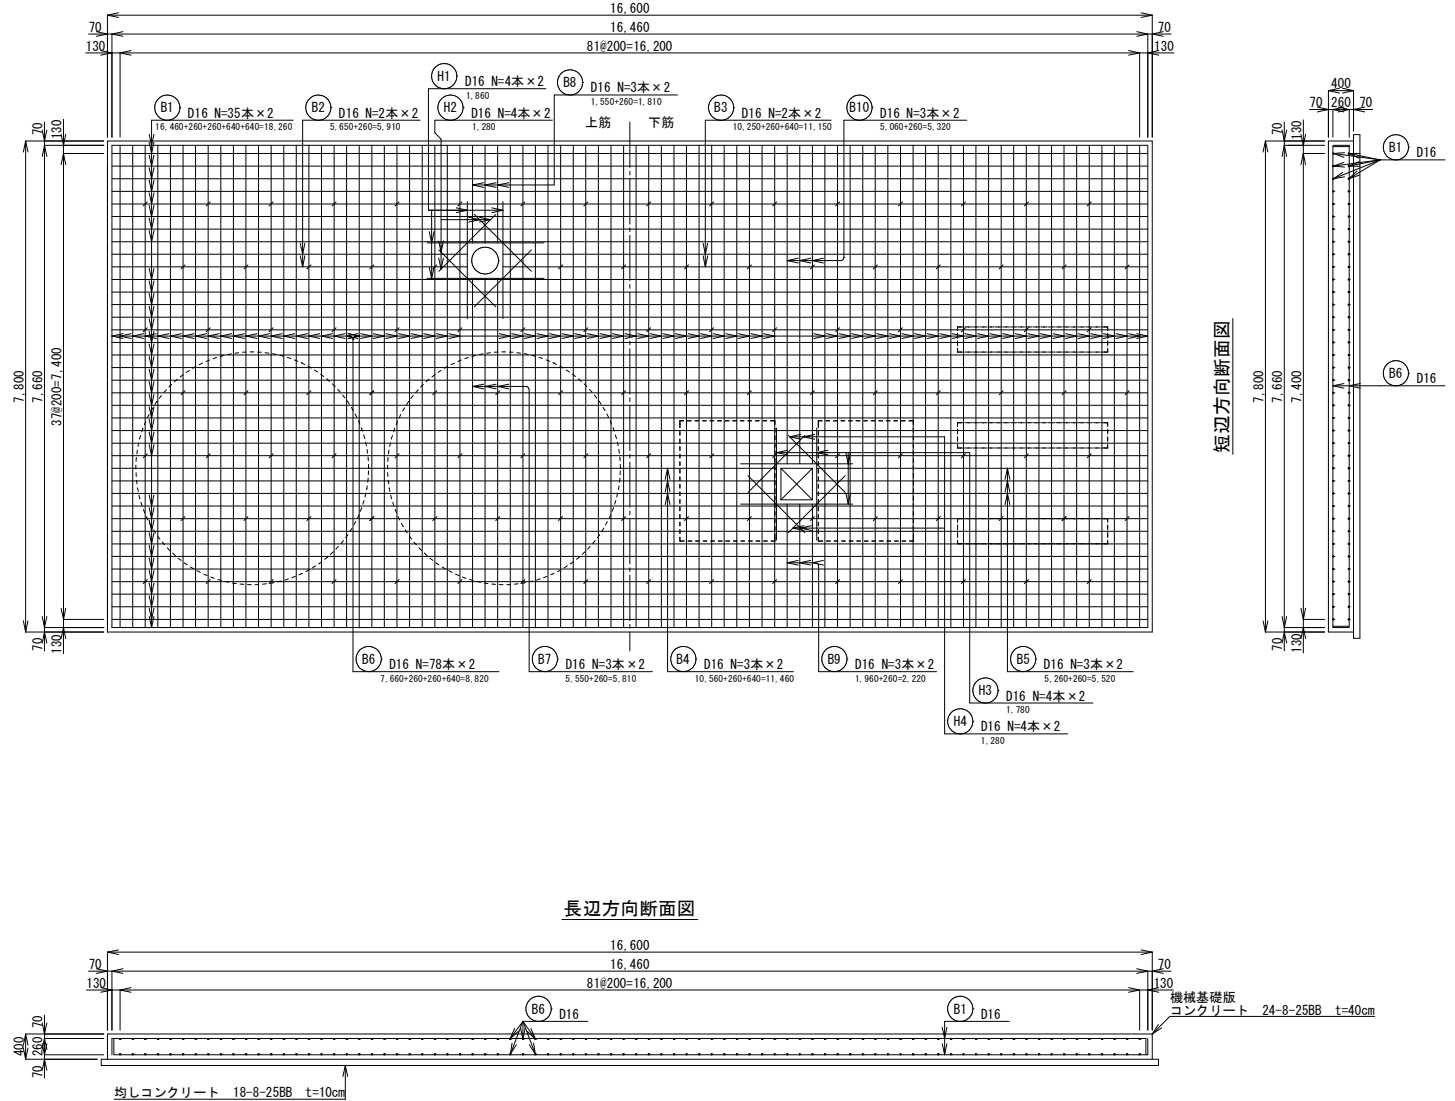 16,600
70 16,460 70
130 81@200=16,200 130
H1 D16 N=4本×2
1,860
B8 D16 N=3本×2
1,550+260=1,810
B1 D16 N=35本×2
16,460+260+260+640+640=18,260
B2 D16 N=2本×2
5,650+260=5,910
H2 D16 N=4本×2
1,280
上筋 下筋
B3 D16 N=2本×2
10,250+260+640=11,150
B10 D16 N=3本×2
5,060+260=5,320
70 130
7,800
7,660
37@200=7,400
70 130
B6 D16 N=78本×2
7,660+260+260+640=8,820
B7 D16 N=3本×2
5,550+260=5,810
B4 D16 N=3本×2
10,560+260+640=11,460
B9 D16 N=3本×2
1,960+260=2,220
B5 D16 N=3本×2
5,260+260=5,520
H3 D16 N=4本×2
1,780
H4 D16 N=4本×2
1,280
短辺方向断面図
400
70 260 70
70 130
B1 D16
7,800
7,660
7,400
B6 D16
70 130
長辺方向断面図
16,600
70 16,460 70
130 81@200=16,200 130
B6 D16
B1 D16
機械基礎版
コンクリート 24-8-25BB t=40cm
400
70
260
70
均しコンクリート 18-8-25BB t=10cm